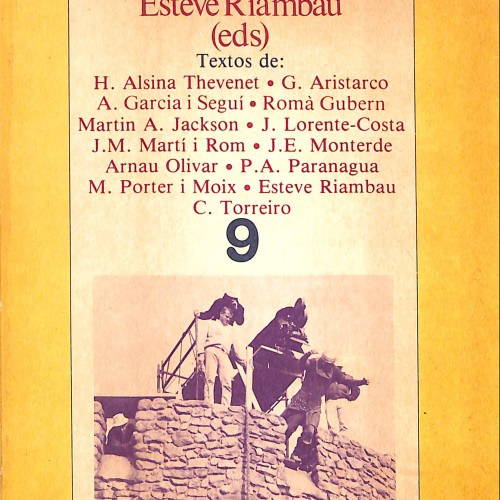 Esteve Riambau
(eds)
Textos de:
H. Alsina Thevenet • G. Aristarco
A. Garcia i Seguí • Romà Gubern
Martin A. Jackson • J. Lorente-Costa
J.M. Martí i Rom • J.E. Monterde
Arnau Olivar • P.A. Paranagua
M. Porter i Moix • Esteve Riambau
C. Torreiro
9